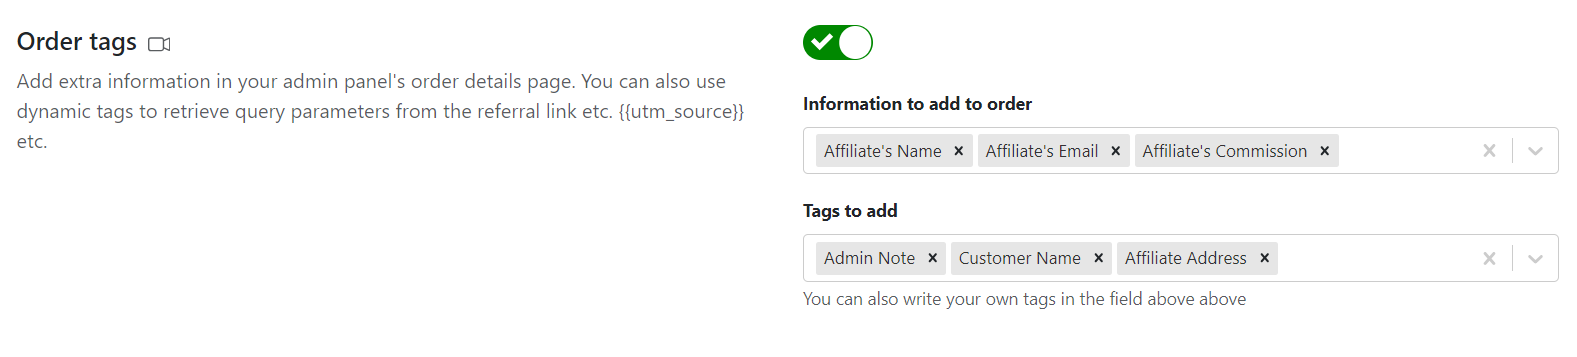 Order tags
Add extra information in your admin panel's order details page. You can also use
dynamic tags to retrieve query parameters from the referral link etc. {{utm_source}}
etc.
Information to add to order
Affiliate's Name × Affiliate's Email × Affiliate's Commission ×
Tags to add
Admin Note × Customer Name × Affiliate Address ×
You can also write your own tags in the field above above